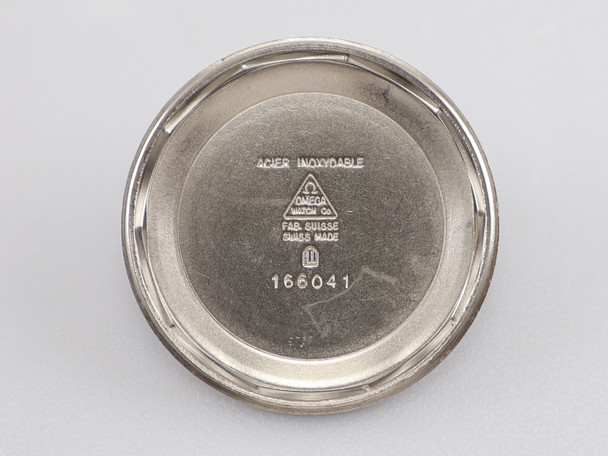 ACIER INOXYDABLE
Ω
OMEGA
WATCH Co
FAB. SUISSE
SWISS MADE
166041